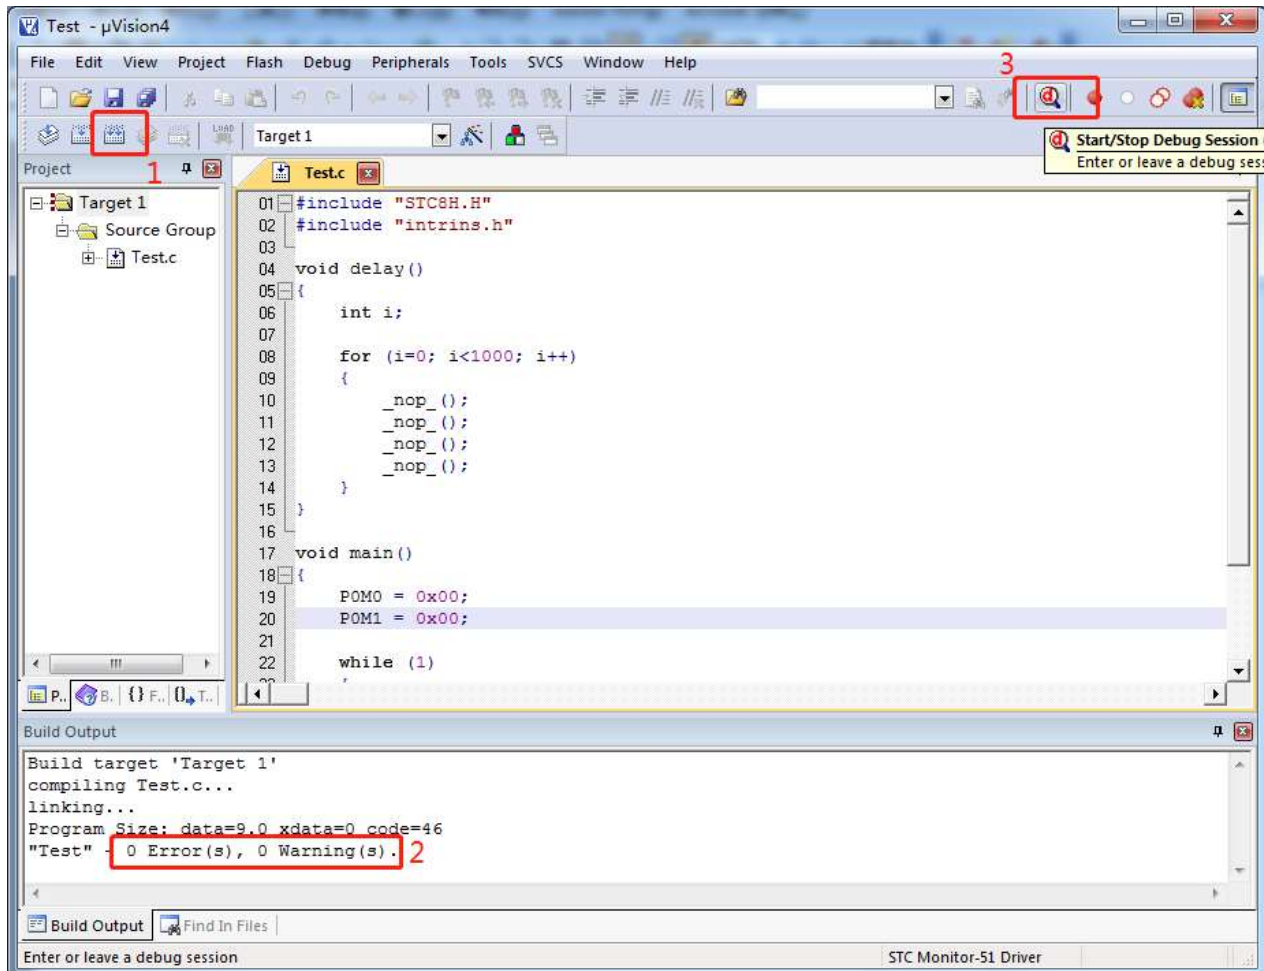 Test - µVision4
File Edit View Project Flash Debug Peripherals Tools SVCS Window Help
3
LOAD
Target 1
Start/Stop Debug Session
Enter or leave a debug ses
Project
1
Test.c
Target 1
Source Group
Test.c
01 #include "STC8H.H"
02 #include "intrins.h"
03
04 void delay()
05 {
06 int i;
07
08 for (i=0; i<1000; i++)
09 {
10 _nop_();
11 _nop_();
12 _nop_();
13 _nop_();
14 }
15 }
16
17 void main()
18 {
19 P0M0 = 0x00;
20 P0M1 = 0x00;
21
22 while (1)
P.. B. {} F.. T..
Build Output
Build target 'Target 1'
compiling Test.c...
linking...
Program Size: data=9.0 xdata=0 code=46
"Test" - 0 Error(s), 0 Warning(s).
2
Build Output Find In Files
Enter or leave a debug session STC Monitor-51 Driver